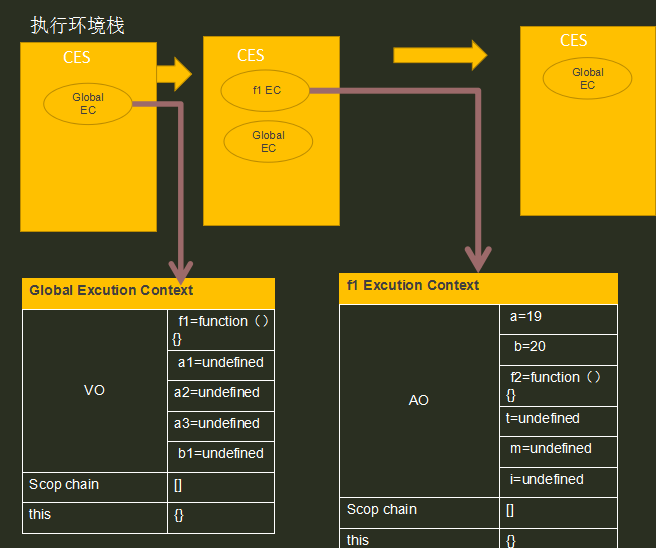 执行环境栈
CES
Global
EC
CES
f1 EC
Global
EC
CES
Global
EC
Global Excution Context
VO
f1=function（）
{}
a1=undefined
a2=undefined
a3=undefined
b1=undefined
Scop chain
[]
this
{}
f1 Excution Context
AO
a=19
b=20
f2=function（）
{}
t=undefined
m=undefined
i=undefined
Scop chain
[]
this
{}